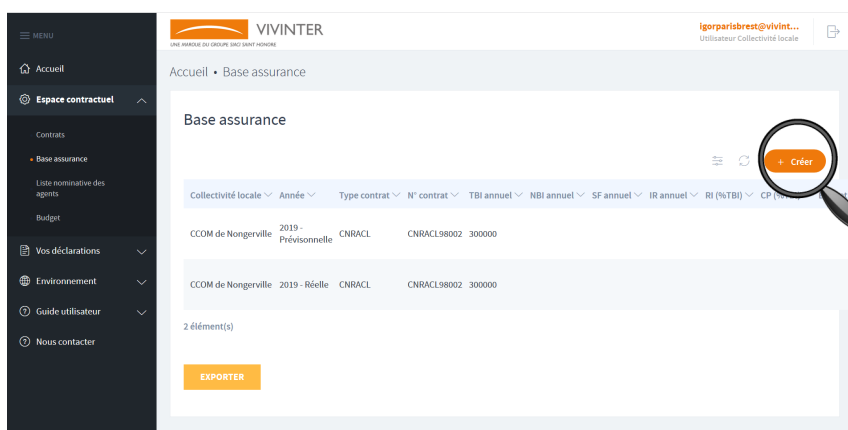 MENU
VIVINTER
UNE MARQUE DU GROUPE SIACI SAINT HONORE
igorparisbrest@vivint...
Utilisateur Collectivité locale
Accueil
Espace contractuel
Contrats
Base assurance
Liste nominative des
agents
Budget
Vos déclarations
Environnement
Guide utilisateur
Nous contacter
Accueil • Base assurance
Base assurance
+ Créer
Collectivité locale Année Type contrat N° contrat TBI annuel NBI annuel SF annuel IR annuel RI (%TBI) CP (%TBI)
CCOM de Nongerville 2019 - Prévisonnelle CNRACL CNRACL98002 300000
CCOM de Nongerville 2019 - Réelle CNRACL CNRACL98002 300000
2 élément(s)
EXPORTER